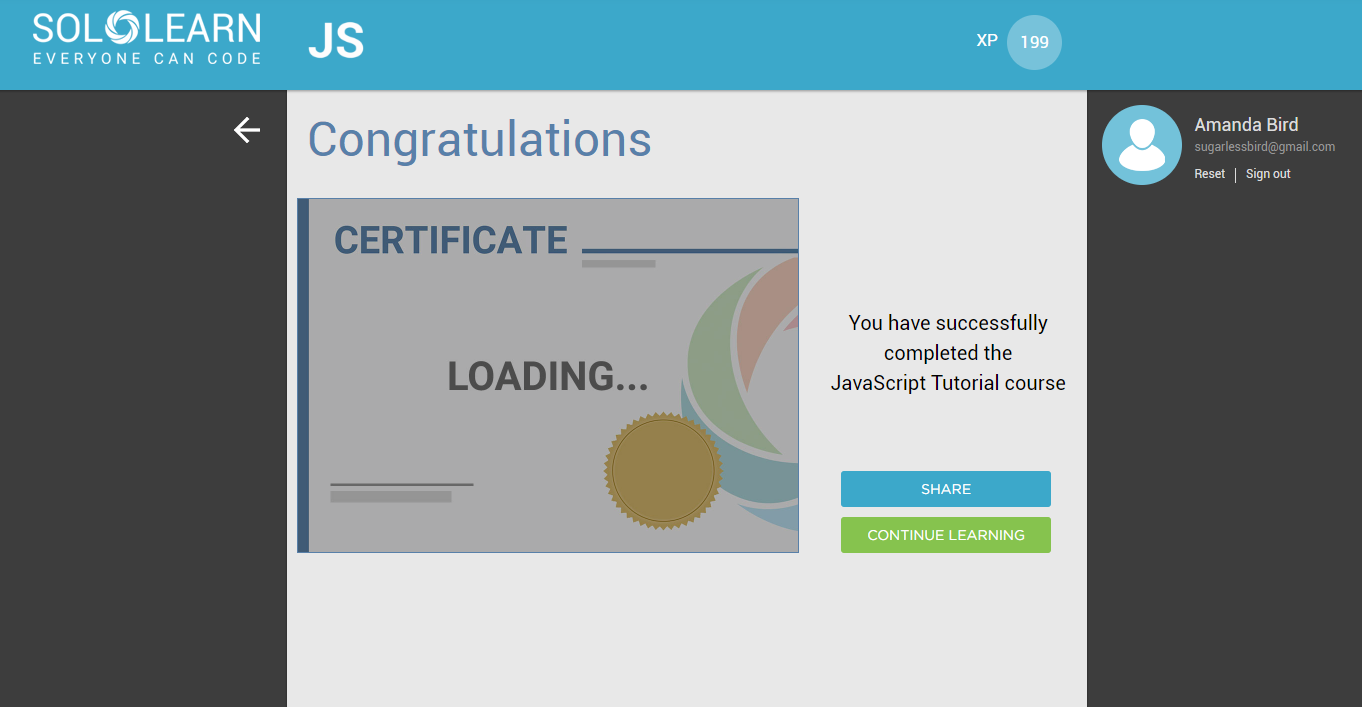 SOLOLEARN
EVERYONE CAN CODE
JS
XP 199
Amanda Bird
sugarlessbird@gmail.com
Reset | Sign out
Congratulations
CERTIFICATE
LOADING...
You have successfully
completed the
JavaScript Tutorial course
SHARE
CONTINUE LEARNING